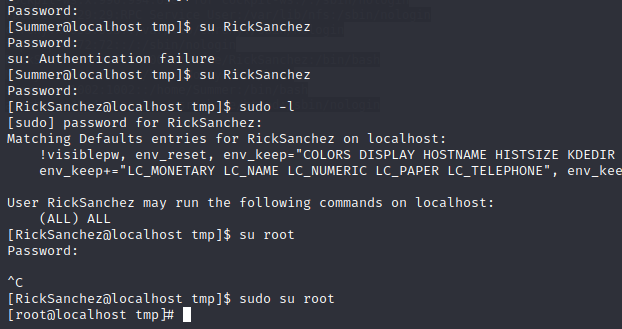 Password:
[Summer@localhost tmp]$ su RickSanchez
Password:
su: Authentication failure
[Summer@localhost tmp]$ su RickSanchez
Password:
[RickSanchez@localhost tmp]$ sudo -l
[sudo] password for RickSanchez:
Matching Defaults entries for RickSanchez on localhost:
    !visiblepw, env_reset, env_keep="COLORS DISPLAY HOSTNAME HISTSIZE KDEDIR
    env_keep+="LC_MONETARY LC_NAME LC_NUMERIC LC_PAPER LC_TELEPHONE", env_kee
User RickSanchez may run the following commands on localhost:
    (ALL) ALL
[RickSanchez@localhost tmp]$ su root
Password:
^C
[RickSanchez@localhost tmp]$ sudo su root
[root@localhost tmp]#